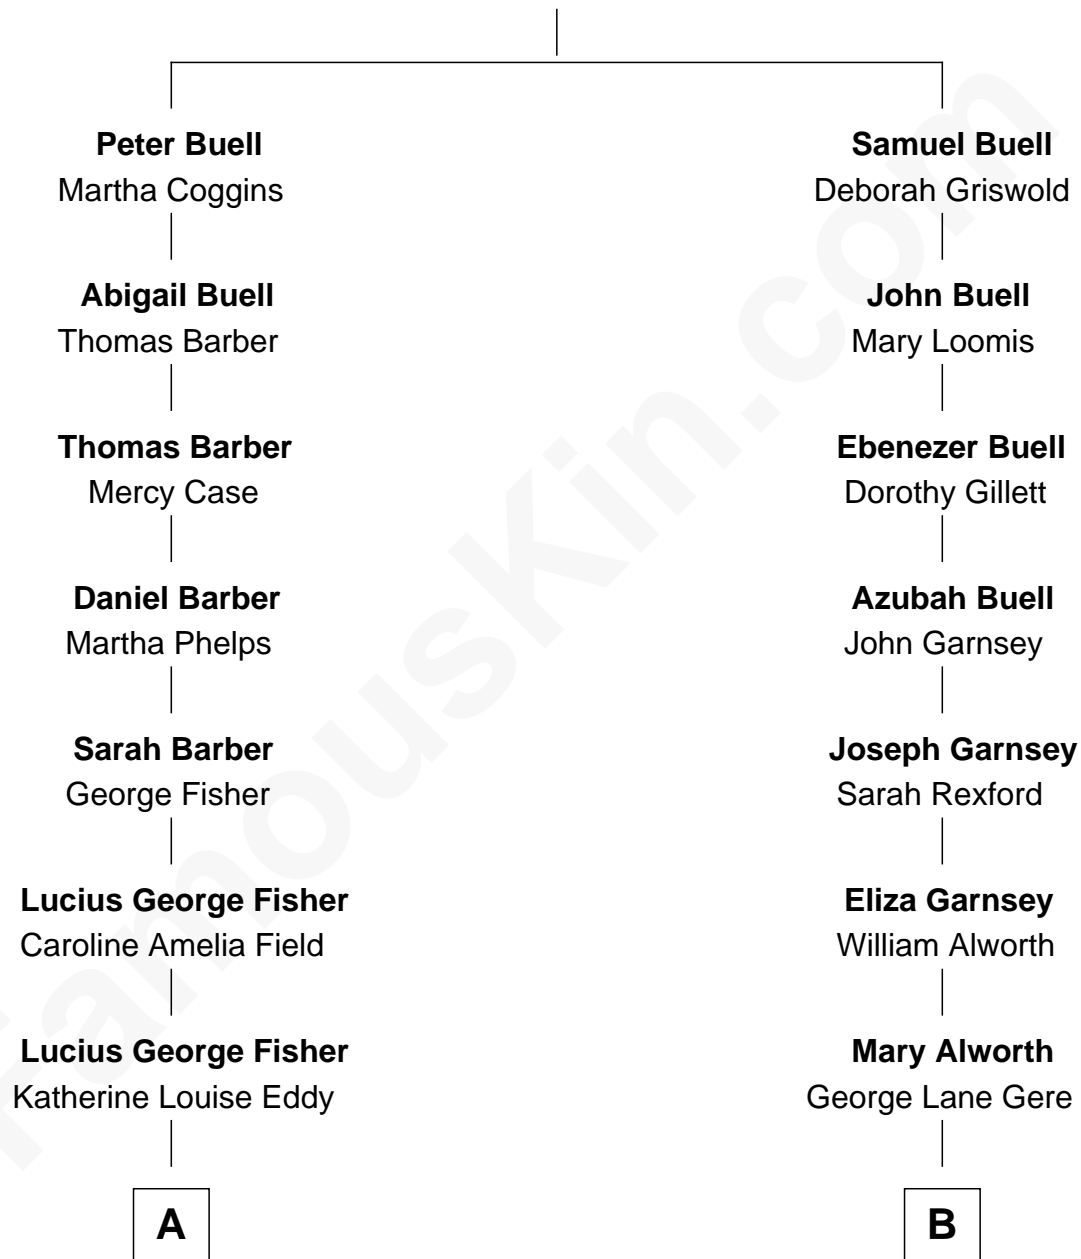 Peter Buell
Martha Coggins
Abigail Buell
Thomas Barber
Thomas Barber
Mercy Case
Daniel Barber
Martha Phelps
Sarah Barber
George Fisher
Lucius George Fisher
Caroline Amelia Field
Lucius George Fisher
Katherine Louise Eddy
A
Samuel Buell
Deborah Griswold
John Buell
Mary Loomis
Ebenezer Buell
Dorothy Gillett
Azubah Buell
John Garnsey
Joseph Garnsey
Sarah Rexford
Eliza Garnsey
William Alworth
Mary Alworth
George Lane Gere
B
FamousKin.com